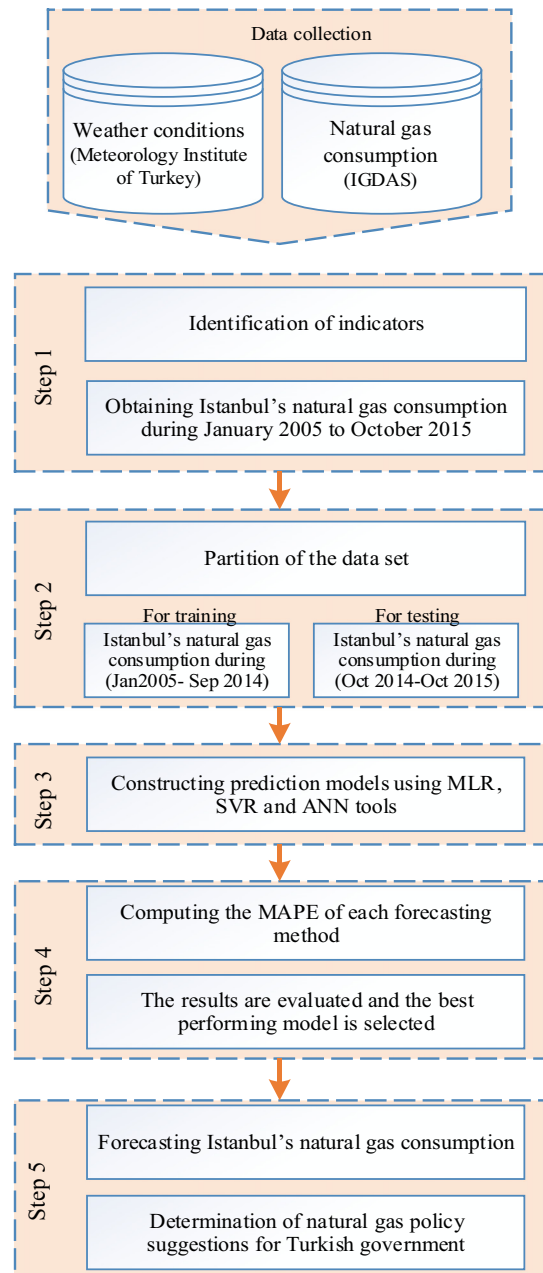 Data collection
Weather conditions
(Meteorology Institute
of Turkey)
Natural gas
consumption
(IGDAS)
Step 1
Identification of indicators
Obtaining Istanbul's natural gas consumption
during January 2005 to October 2015
Step 2
Partition of the data set
For training
Istanbul's natural gas
consumption during
(Jan2005- Sep 2014)
For testing
Istanbul's natural gas
consumption during
(Oct 2014-Oct 2015)
Step 3
Constructing prediction models using MLR,
SVR and ANN tools
Step 4
Computing the MAPE of each forecasting
method
The results are evaluated and the best
performing model is selected
Step 5
Forecasting Istanbul's natural gas consumption
Determination of natural gas policy
suggestions for Turkish government